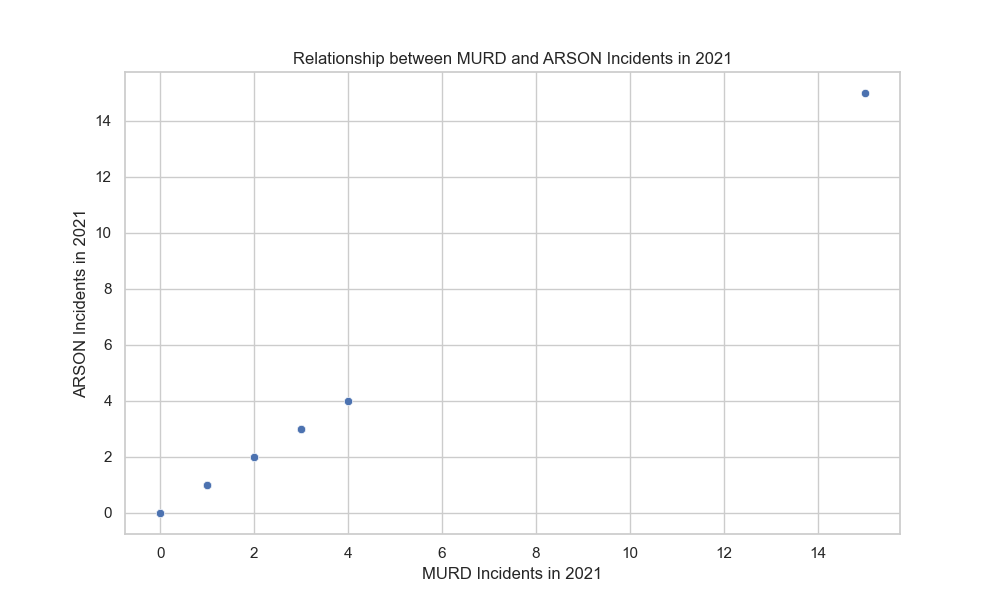 Relationship between MURD and ARSON Incidents in 2021
14
12
10
8
6
4
2
0
ARSON Incidents in 2021
0 2 4 6 8 10 12 14
MURD Incidents in 2021